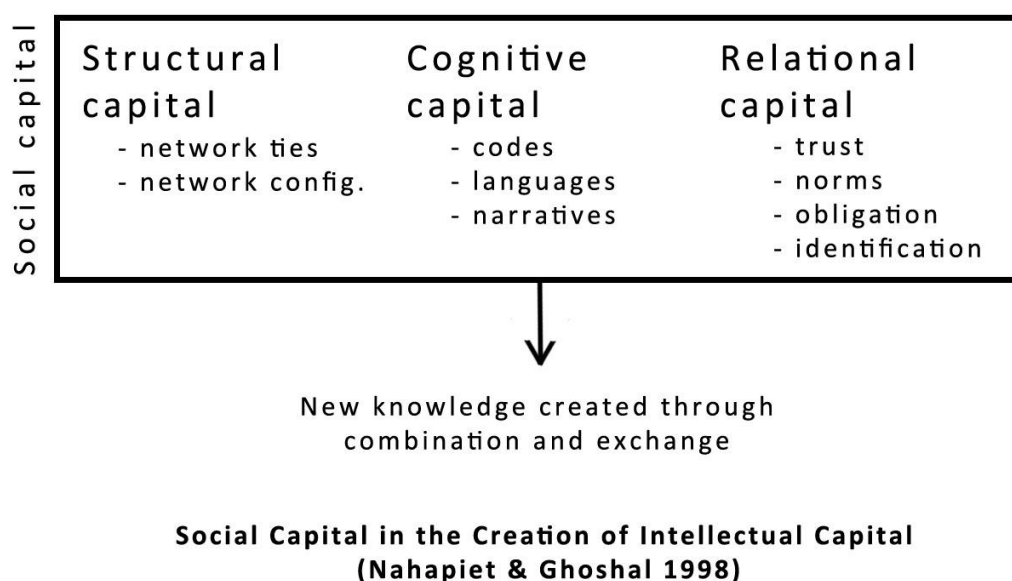 Social capital
Structural
capital
- network ties
- network config.
Cognitive
capital
- codes
- languages
- narratives
Relational
capital
- trust
- norms
- obligation
- identification
New knowledge created through
combination and exchange
Social Capital in the Creation of Intellectual Capital
(Nahapiet & Ghoshal 1998)